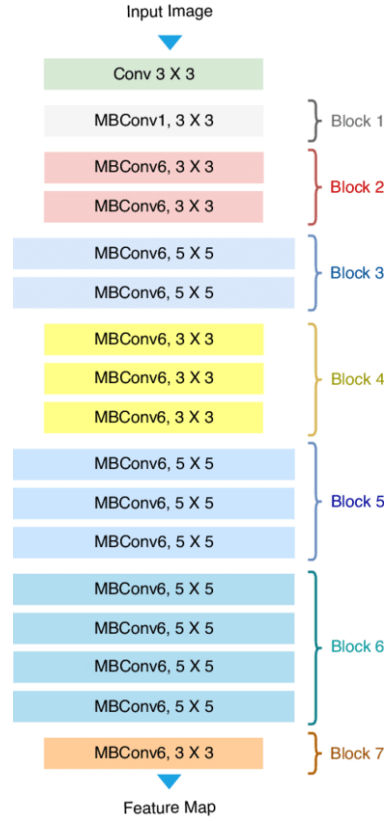 Input Image
Conv 3 X 3
MBConv1, 3 X 3
Block 1
MBConv6, 3 X 3
Block 2
MBConv6, 3 X 3
MBConv6, 5 X 5
Block 3
MBConv6, 5 X 5
MBConv6, 3 X 3
MBConv6, 3 X 3
Block 4
MBConv6, 3 X 3
MBConv6, 5 X 5
MBConv6, 5 X 5
Block 5
MBConv6, 5 X 5
MBConv6, 5 X 5
MBConv6, 5 X 5
Block 6
MBConv6, 5 X 5
MBConv6, 5 X 5
MBConv6, 3 X 3
Block 7
Feature Map